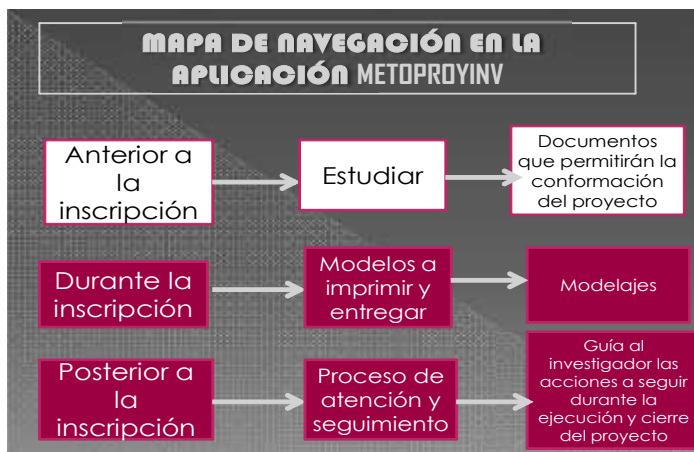 MAPA DE NAVEGACIÓN EN LA
APLICACIÓN METOPROYINV
Anterior a
la
inscripción
Estudiar
Documentos
que permitirán la
conformación
del proyecto
Durante la
inscripción
Modelos a
imprimir y
entregar
Modelajes
Posterior a
la
inscripción
Proceso de
atención y
seguimiento
Guía al
investigador las
acciones a seguir
durante la
ejecución y cierre
del proyecto